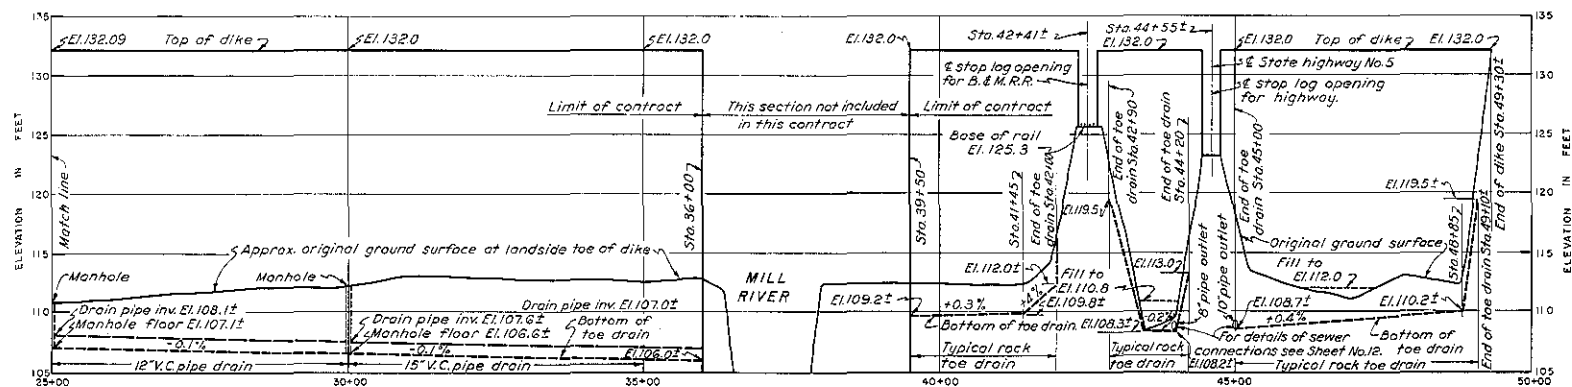 135
130
125
120
115
110
105
ELEVATION IN FEET
El.132.09
Top of dike
El.132.0
El.132.0
El.132.0
Sta.42+41±
Sta.44+55±
El.132.0
El.132.0
Top of dike
El.132.0
135
130
125
120
115
110
105
ELEVATION IN FEET
℄ stop log opening
for B.& M.R.R.
℄ State highway No.5
℄ stop log opening
for highway.
Limit of contract
This section not included
in this contract
Limit of contract
Base of rail
El.125.3
Match line
Sta.36+00
Sta.39+50
Sta.41+45
End of toe
drain Sta.42+00
End of toe
drain Sta.42+90
End of toe drain
Sta.44+20
End of toe
drain Sta.45+00
End of dike Sta.49+30±
El.119.5±
El.119.5
Sta.48+85
End of toe drain Sta.49+10±
Approx. original ground surface at landside toe of dike
Original ground surface
Manhole
Manhole
MILL
RIVER
El.112.0±
Fill to
El.110.8
El.113.0
8" pipe outlet
10" pipe outlet
Fill to
El.112.0
Drain pipe inv. El.108.1±
Manhole floor El.107.1±
Drain pipe inv. El.107.0±
Drain pipe inv. El.107.6±
Manhole floor El.106.6±
Bottom of
toe drain
El.109.2±
+0.3%
+4%
El.109.8±
Bottom of toe drain
El.108.3±
-0.2%
El.108.7±
+0.4%
El.110.2±
-0.1%
-0.1%
El.106.0±
Typical rock
toe drain
Typical rock
toe drain
For details of sewer
connections see Sheet No.12.
Bottom of
toe drain
El.108.2±
Typical rock toe drain
12" V.C. pipe drain
15" V.C. pipe drain
25+00
30+00
35+00
40+00
45+00
50+00